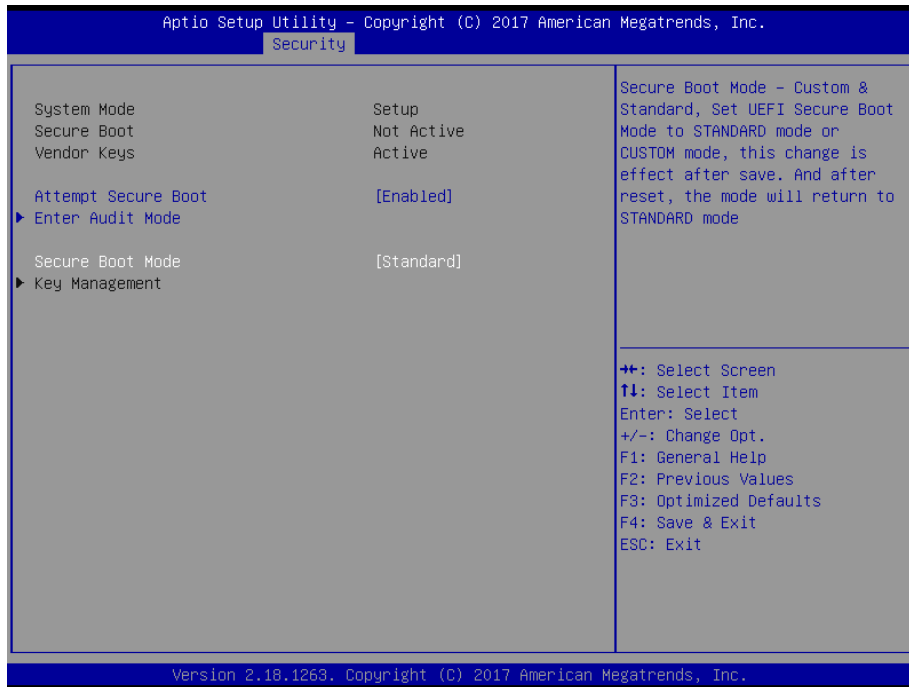 Aptio Setup Utility – Copyright (C) 2017 American Megatrends, Inc.
Security
System Mode Setup
Secure Boot Not Active
Vendor Keys Active
Attempt Secure Boot [Enabled]
▶ Enter Audit Mode
Secure Boot Mode [Standard]
▶ Key Management
Secure Boot Mode – Custom &
Standard, Set UEFI Secure Boot
Mode to STANDARD mode or
CUSTOM mode, this change is
effect after save. And after
reset, the mode will return to
STANDARD mode
→←: Select Screen
↑↓: Select Item
Enter: Select
+/-: Change Opt.
F1: General Help
F2: Previous Values
F3: Optimized Defaults
F4: Save & Exit
ESC: Exit
Version 2.18.1263. Copyright (C) 2017 American Megatrends, Inc.